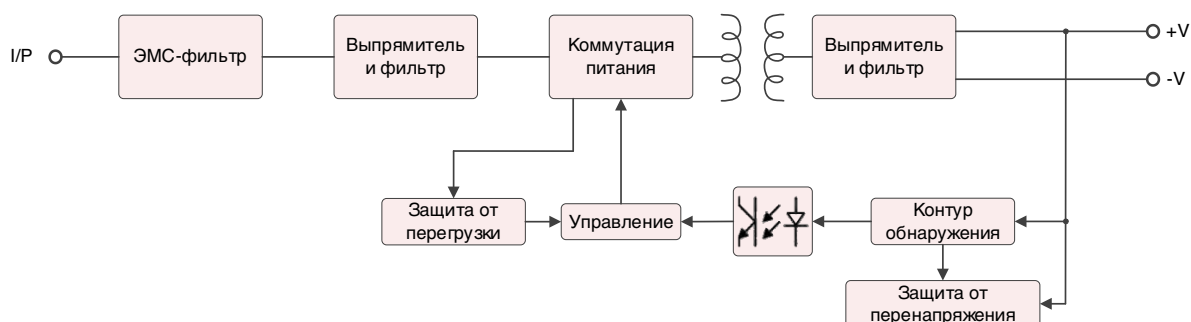 I/P
ЭМС-фильтр
Выпрямитель
и фильтр
Коммутация
питания
Выпрямитель
и фильтр
+V
-V
Защита от
перегрузки
Управление
Контур
обнаружения
Защита от
перенапряжения